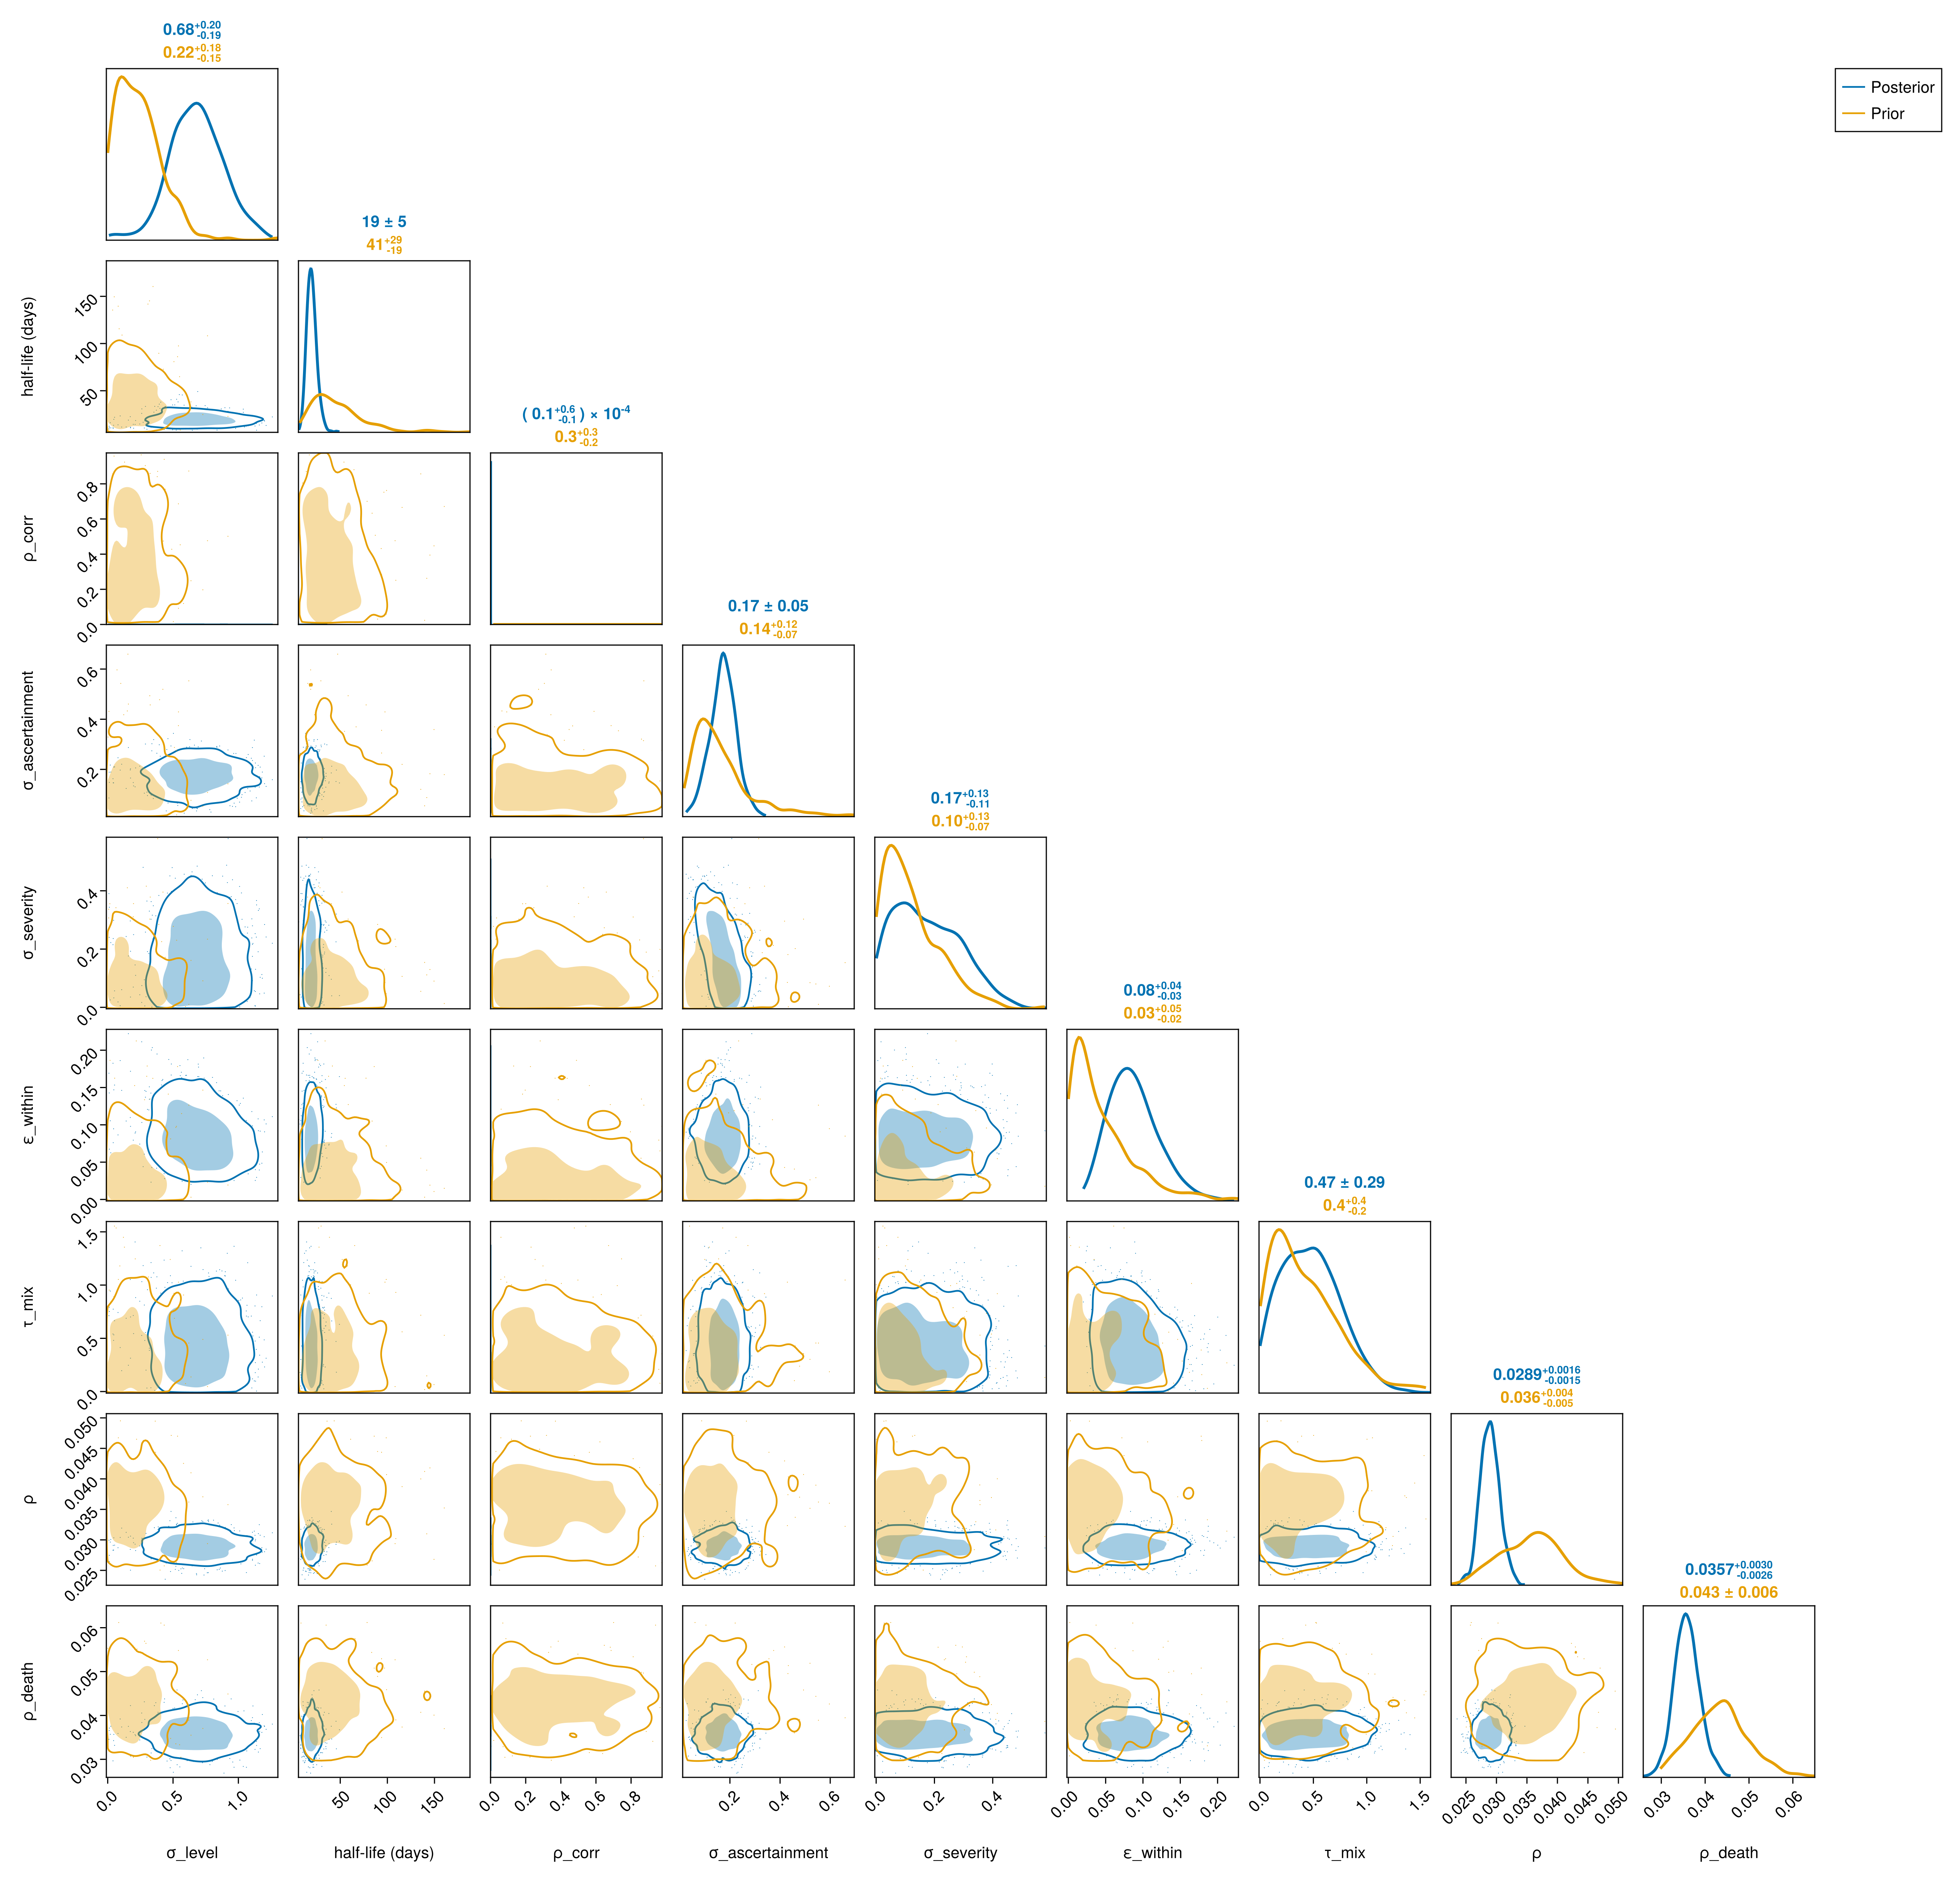 0.68+0.20-0.19
0.22+0.18-0.15
Posterior
Prior
19 ± 5
41+29-19
half-life (days)
150
100
50
( 0.1+0.6-0.1 ) × 10-4
0.3+0.3-0.2
ρ_corr
0.8
0.6
0.4
0.2
0.0
0.17 ± 0.05
0.14+0.12-0.07
σ_ascertainment
0.6
0.4
0.2
0.17+0.13-0.11
0.10+0.13-0.07
σ_severity
0.4
0.2
0.0
0.08+0.04-0.03
0.03+0.05-0.02
ε_within
0.20
0.15
0.10
0.05
0.00
0.47 ± 0.29
0.4+0.4-0.2
τ_mix
1.5
1.0
0.5
0.0
0.0289+0.0016-0.0015
0.036+0.004-0.005
ρ
0.050
0.045
0.040
0.035
0.030
0.025
0.0357+0.0030-0.0026
0.043 ± 0.006
ρ_death
0.06
0.05
0.04
0.03
0.0 0.5 1.0 50 100 150 0.0 0.2 0.4 0.6 0.8 0.2 0.4 0.6 0.0 0.2 0.4 0.00 0.05 0.10 0.15 0.20 0.0 0.5 1.0 1.5 0.025 0.030 0.035 0.040 0.045 0.050 0.03 0.04 0.05 0.06
σ_level half-life (days) ρ_corr σ_ascertainment σ_severity ε_within τ_mix ρ ρ_death